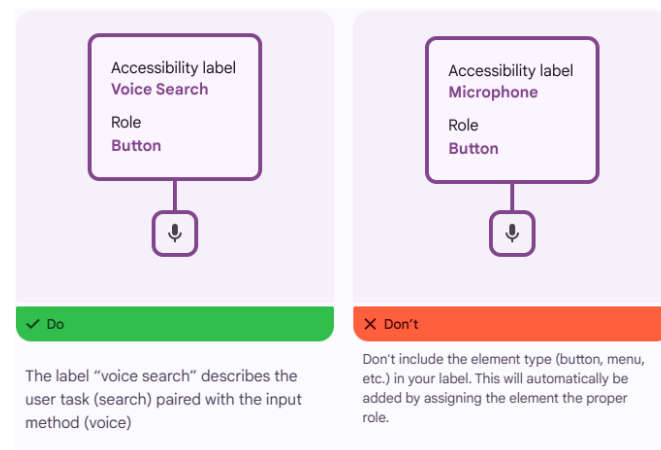 Accessibility label
Voice Search
Role
Button
Do
The label “voice search” describes the
user task (search) paired with the input
method (voice)
Accessibility label
Microphone
Role
Button
Don’t
Don't include the element type (button, menu,
etc.) in your label. This will automatically be
added by assigning the element the proper
role.